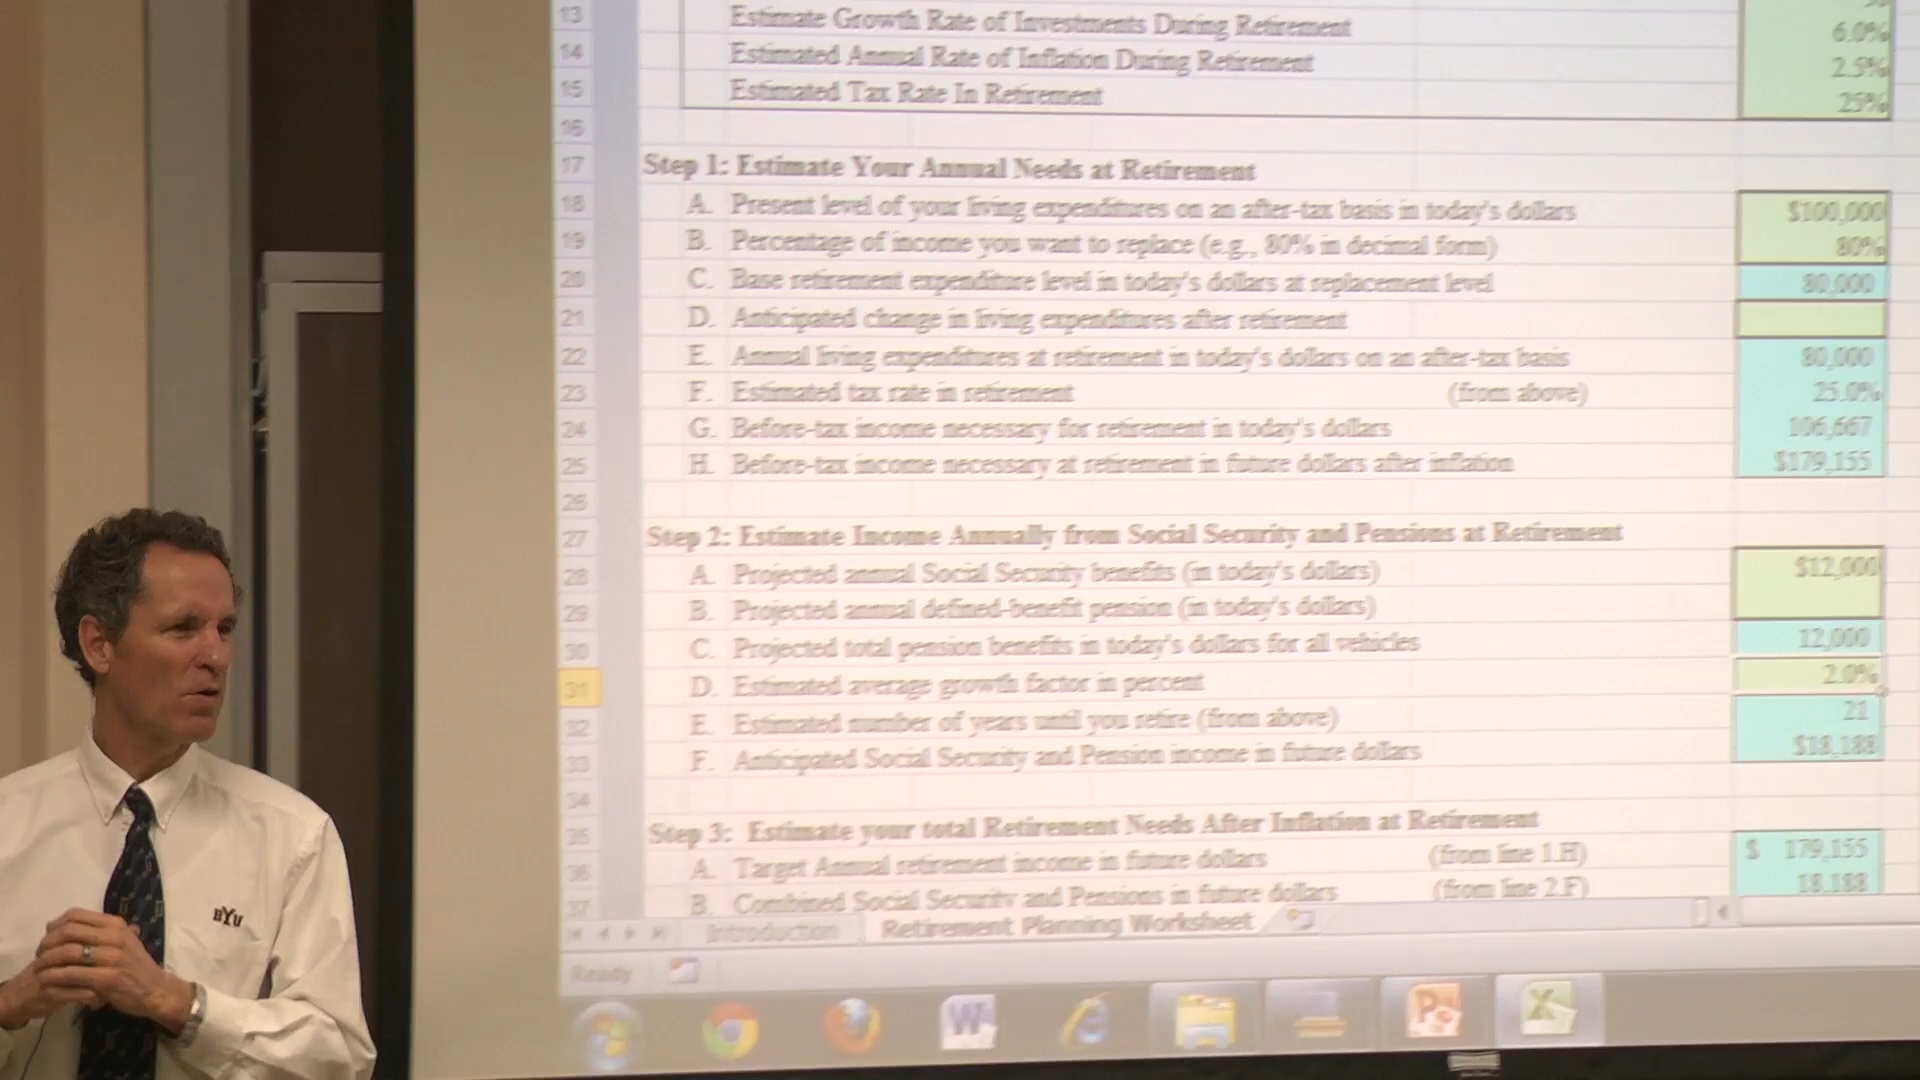 13 Estimate Growth Rate of Investments During Retirement 6.0%
14 Estimated Annual Rate of Inflation During Retirement 2.5%
15 Estimated Tax Rate In Retirement 25%
16
17 Step 1: Estimate Your Annual Needs at Retirement
18 A. Present level of your living expenditures on an after-tax basis in today's dollars $100,000
19 B. Percentage of income you want to replace (e.g., 80% in decimal form) 80%
20 C. Base retirement expenditure level in today's dollars at replacement level 80,000
21 D. Anticipated change in living expenditures after retirement
22 E. Annual living expenditures at retirement in today's dollars on an after-tax basis 80,000
23 F. Estimated tax rate in retirement (from above) 25.0%
24 G. Before-tax income necessary for retirement in today's dollars 106,667
25 H. Before-tax income necessary at retirement in future dollars after inflation $179,155
26
27 Step 2: Estimate Income Annually from Social Security and Pensions at Retirement
28 A. Projected annual Social Security benefits (in today's dollars) $12,000
29 B. Projected annual defined-benefit pension (in today's dollars)
30 C. Projected total pension benefits in today's dollars for all vehicles 12,000
31 D. Estimated average growth factor in percent 2.0%
32 E. Estimated number of years until you retire (from above) 21
33 F. Anticipated Social Security and Pension income in future dollars $18,188
34
35 Step 3: Estimate your total Retirement Needs After Inflation at Retirement
36 A. Target Annual retirement income in future dollars (from line 1.H) $ 179,155
37 B. Combined Social Security and Pensions in future dollars (from line 2.F) 18,188
Introduction Retirement Planning Worksheet
Ready
BYU